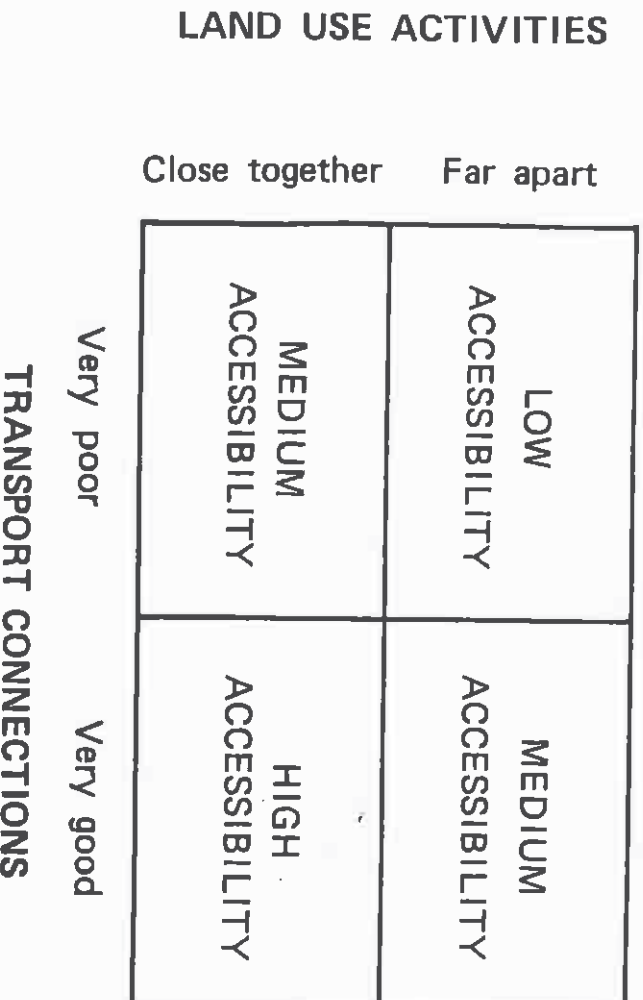 LAND USE ACTIVITIES
Close together Far apart
Very poor
MEDIUM
ACCESSIBILITY
LOW
ACCESSIBILITY
Very good
HIGH
ACCESSIBILITY
MEDIUM
ACCESSIBILITY
TRANSPORT CONNECTIONS